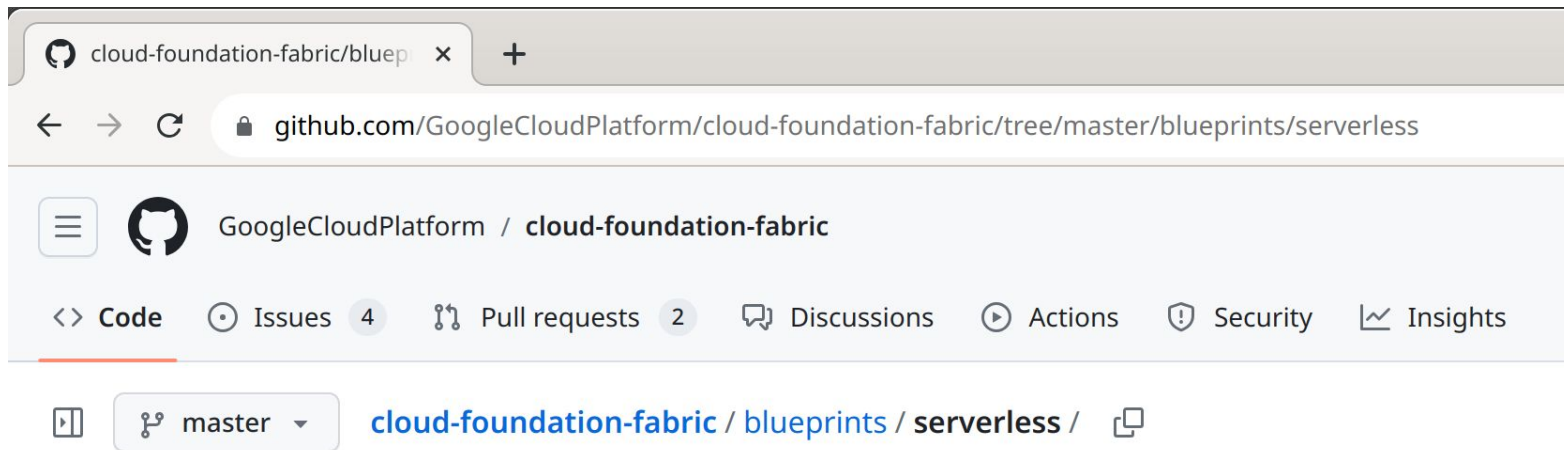 cloud-foundation-fabric/bluep
github.com/GoogleCloudPlatform/cloud-foundation-fabric/tree/master/blueprints/serverless
GoogleCloudPlatform / cloud-foundation-fabric
Code Issues 4 Pull requests 2 Discussions Actions Security Insights
master cloud-foundation-fabric / blueprints / serverless /